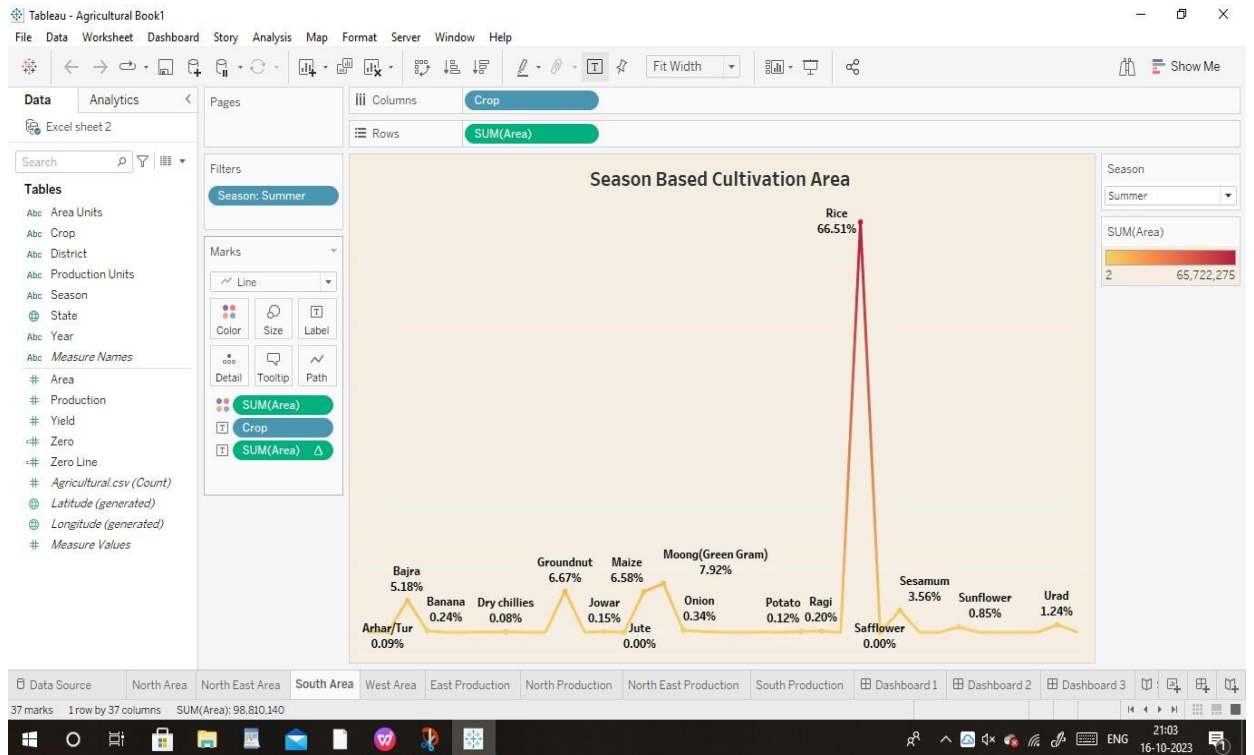 Tableau - Agricultural Book1
File Data Worksheet Dashboard Story Analysis Map Format Server Window Help
Fit Width
Show Me
Data Analytics
Excel sheet 2
Search
Tables
Abc Area Units
Abc Crop
Abc District
Abc Production Units
Abc Season
State
Abc Year
Abc Measure Names
# Area
# Production
# Yield
=# Zero
=# Zero Line
# Agricultural.csv (Count)
Latitude (generated)
Longitude (generated)
# Measure Values
Pages
Filters
Season: Summer
Marks
Line
Color Size Label
Detail Tooltip Path
SUM(Area)
T Crop
T SUM(Area) Δ
Columns Crop
Rows SUM(Area)
Season Based Cultivation Area
Rice
66.51%
Bajra
5.18%
Arhar/Tur
0.09%
Banana
0.24%
Dry chillies
0.08%
Groundnut
6.67%
Jowar
0.15%
Maize
6.58%
Jute
0.00%
Moong(Green Gram)
7.92%
Onion
0.34%
Potato
0.12%
Ragi
0.20%
Safflower
0.00%
Sesamum
3.56%
Sunflower
0.85%
Urad
1.24%
Season
Summer
SUM(Area)
2 65,722,275
Data Source North Area North East Area South Area West Area East Production North Production North East Production South Production Dashboard 1 Dashboard 2 Dashboard 3
37 marks 1 row by 37 columns SUM(Area): 98,810,140
ENG
21:03
16-10-2023
1